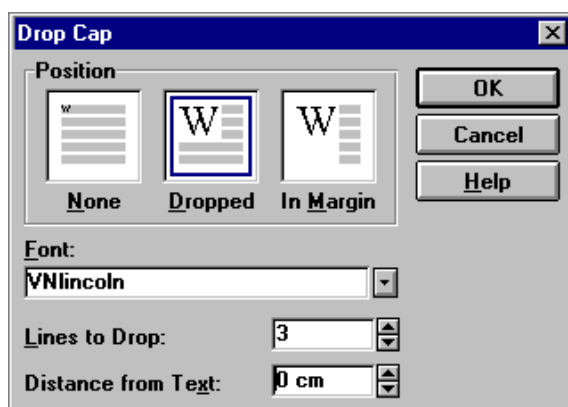 Drop Cap
Position
w
W
W
None
Dropped
In Margin
OK
Cancel
Help
Font:
VNlincoln
Lines to Drop:
3
Distance from Text:
0 cm